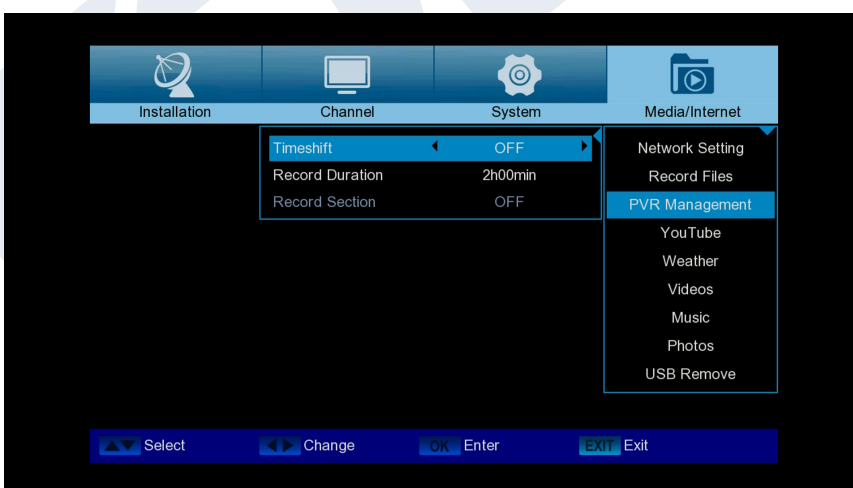 Installation
Channel
System
Media/Internet
Timeshift OFF
Record Duration 2h00min
Record Section OFF
Network Setting
Record Files
PVR Management
YouTube
Weather
Videos
Music
Photos
USB Remove
Select
Change
OK Enter
EXIT Exit